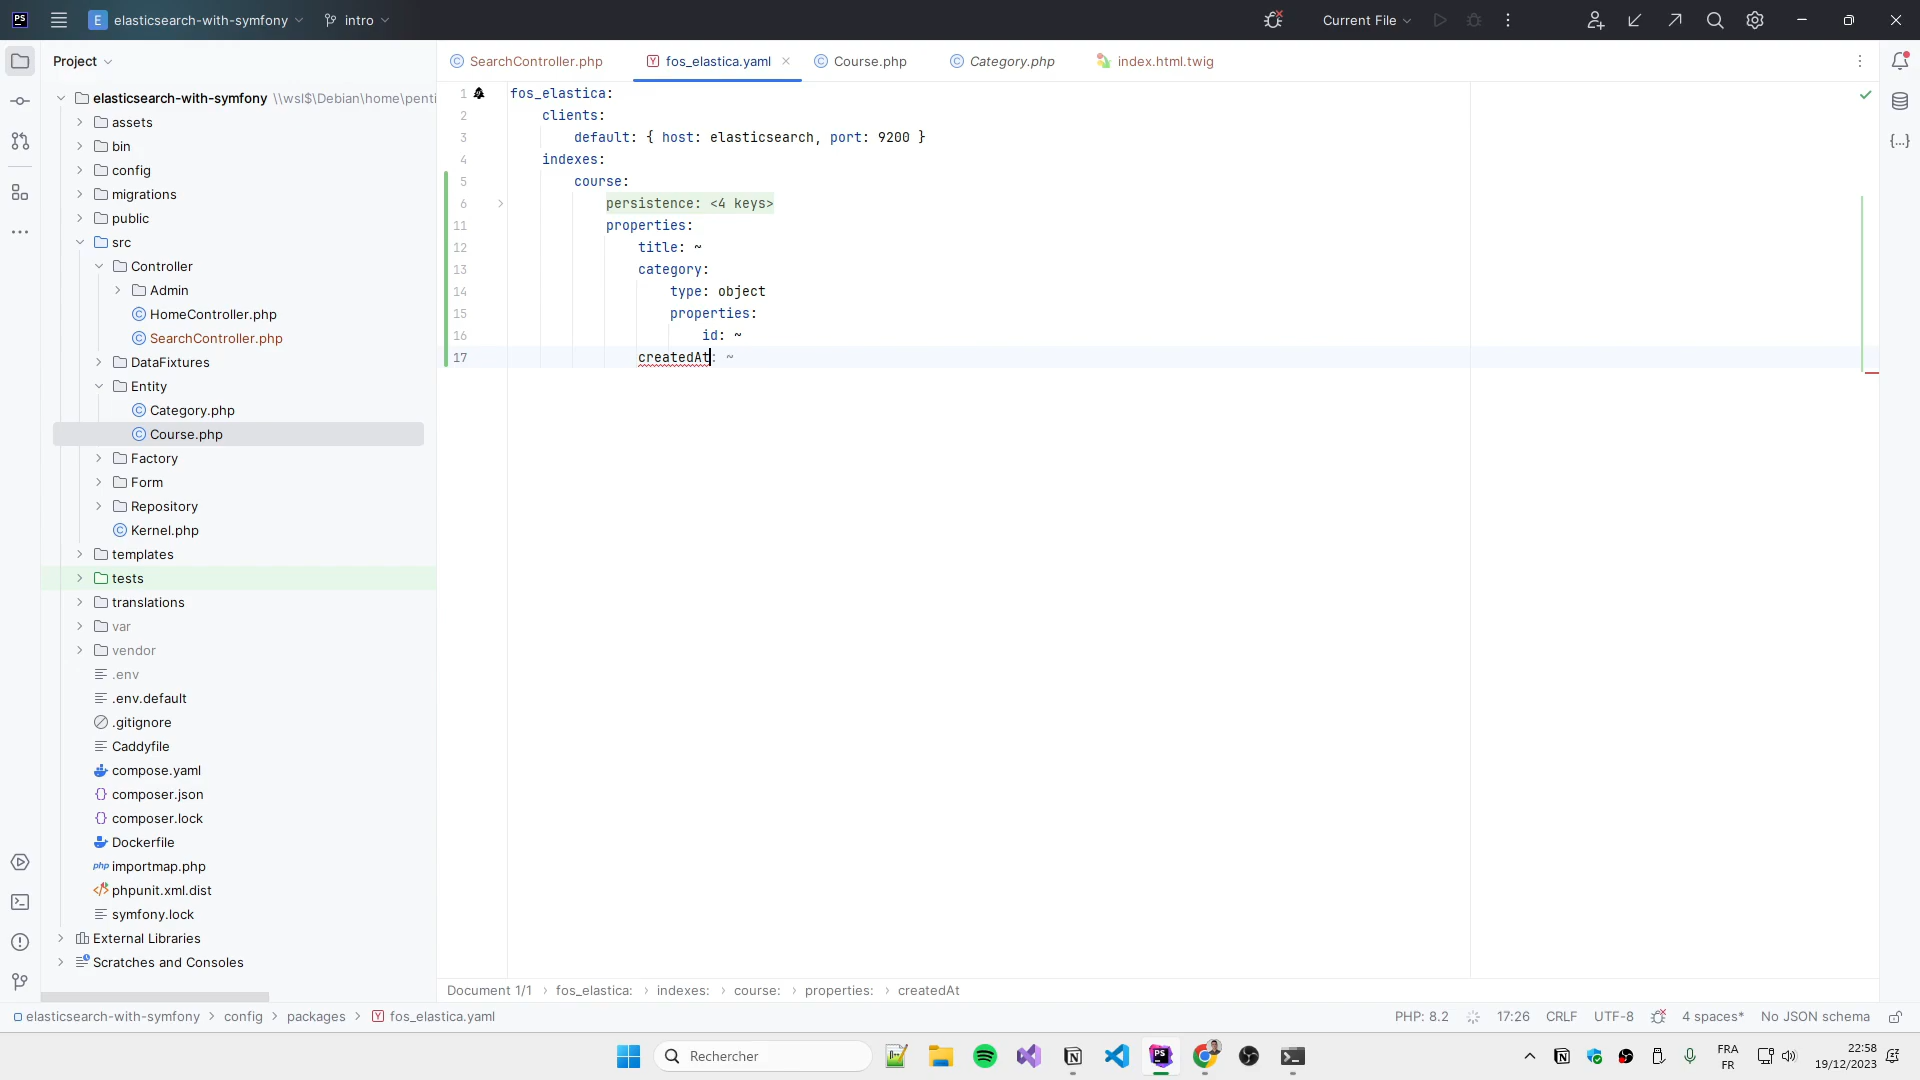 PS
E
elasticsearch-with-symfony
intro
Current File
Project
SearchController.php
fos_elastica.yaml
Course.php
Category.php
index.html.twig
elasticsearch-with-symfony \\wsl$\Debian\home\penti
assets
bin
config
migrations
public
src
Controller
Admin
HomeController.php
SearchController.php
DataFixtures
Entity
Category.php
Course.php
Factory
Form
Repository
Kernel.php
templates
tests
translations
var
vendor
.env
.env.default
.gitignore
Caddyfile
compose.yaml
composer.json
composer.lock
Dockerfile
php importmap.php
phpunit.xml.dist
symfony.lock
External Libraries
Scratches and Consoles
1 fos_elastica:
2 clients:
3 default: { host: elasticsearch, port: 9200 }
4 indexes:
5 course:
6 persistence: <4 keys>
11 properties:
12 title: ~
13 category:
14 type: object
15 properties:
16 id: ~
17 createdAt: ~
Document 1/1 › fos_elastica: › indexes: › course: › properties: › createdAt
elasticsearch-with-symfony > config > packages > fos_elastica.yaml
PHP: 8.2
17:26
CRLF
UTF-8
4 spaces*
No JSON schema
Rechercher
FRA
FR
22:58
19/12/2023